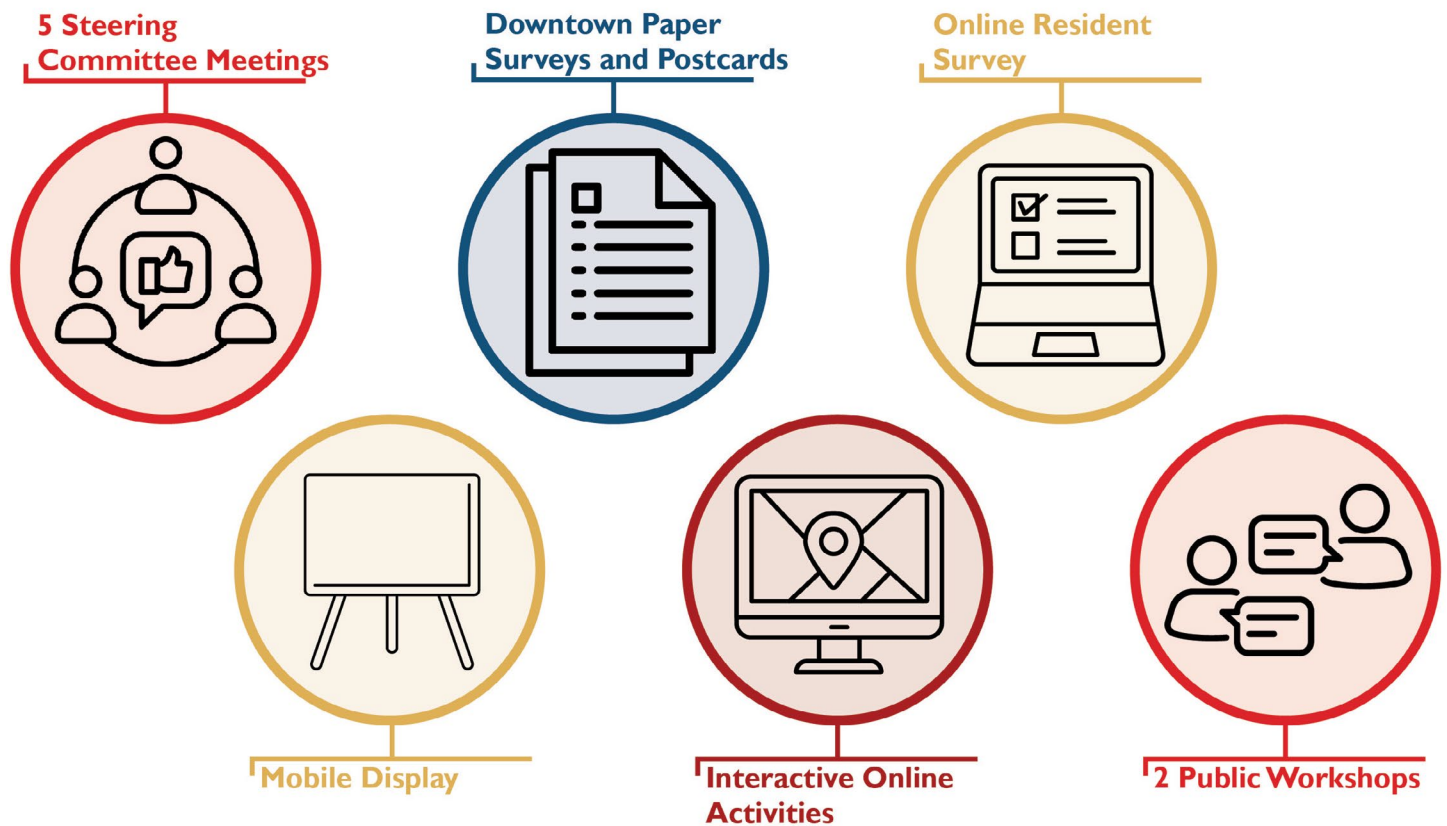 5 Steering
Committee Meetings
Downtown Paper
Surveys and Postcards
Online Resident
Survey
Mobile Display
Interactive Online
Activities
2 Public Workshops